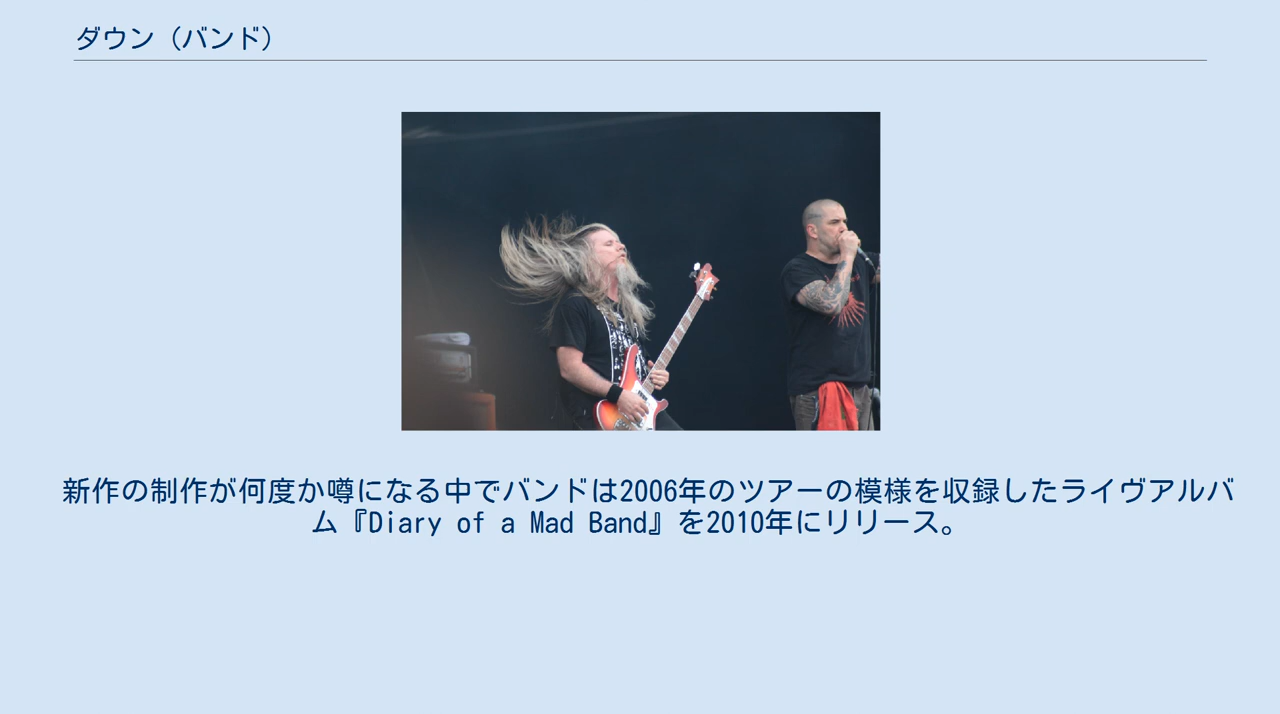 ダウン（バンド）
新作の制作が何度か噂になる中でバンドは2006年のツアーの模様を収録したライヴアルバ
ム『Diary of a Mad Band』を2010年にリリース。